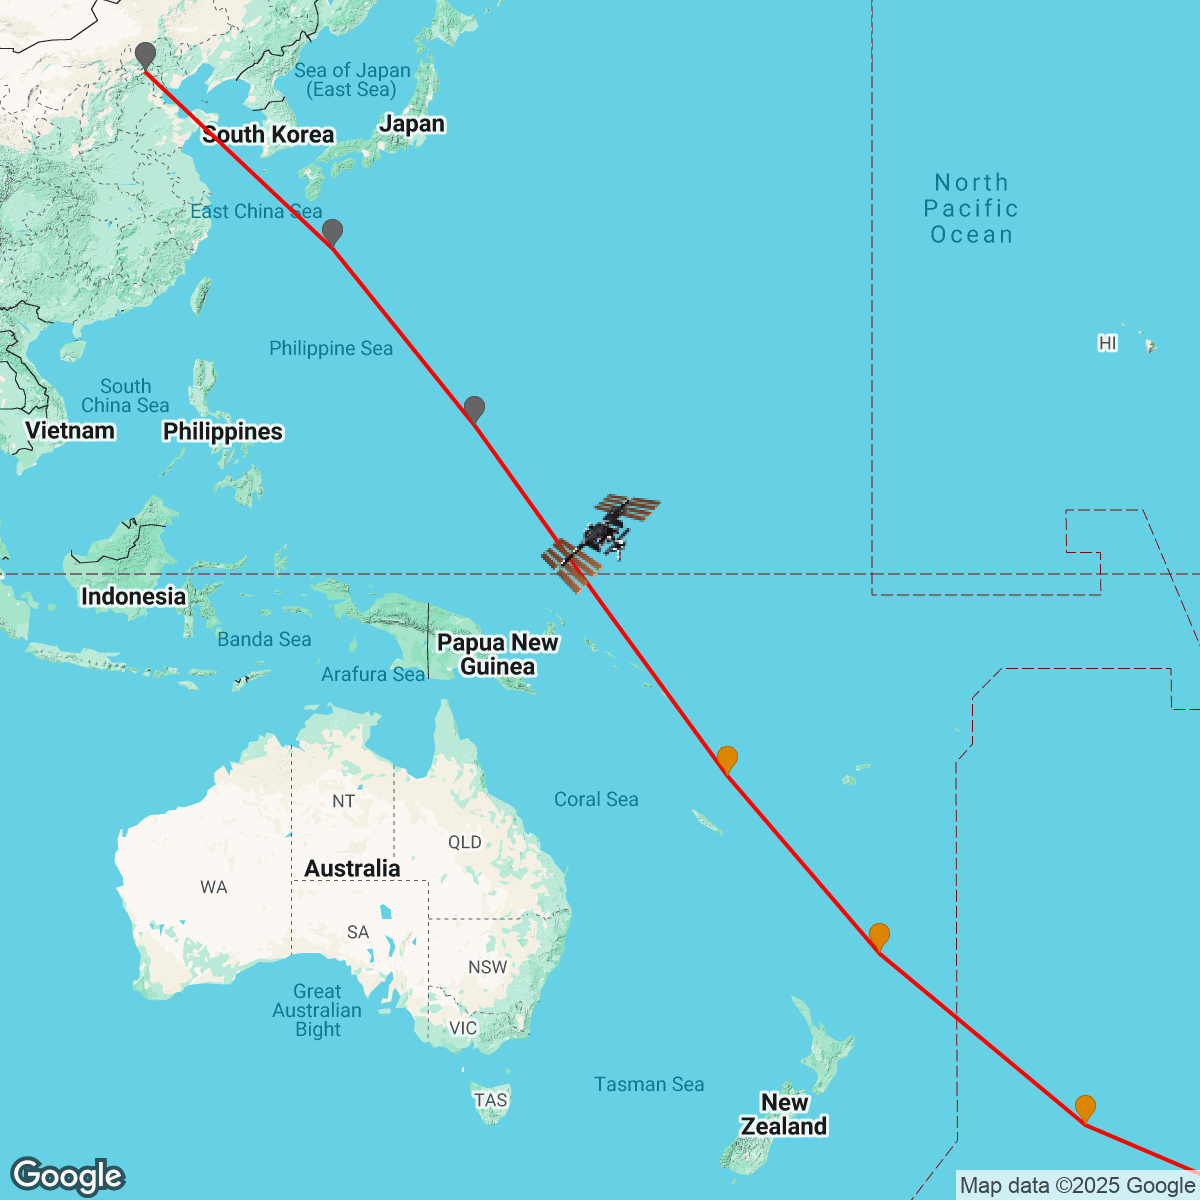 Sea of Japan
(East Sea)
South Korea
Japan
North
Pacific
Ocean
East China Sea
Philippine Sea
HI
South
China Sea
Vietnam
Philippines
Indonesia
Banda Sea
Papua New
Guinea
Arafura Sea
Coral Sea
NT
QLD
Australia
WA
SA
NSW
Great
Australian
Bight
VIC
Tasman Sea
TAS
New
Zealand
Google
Map data ©2025 Google